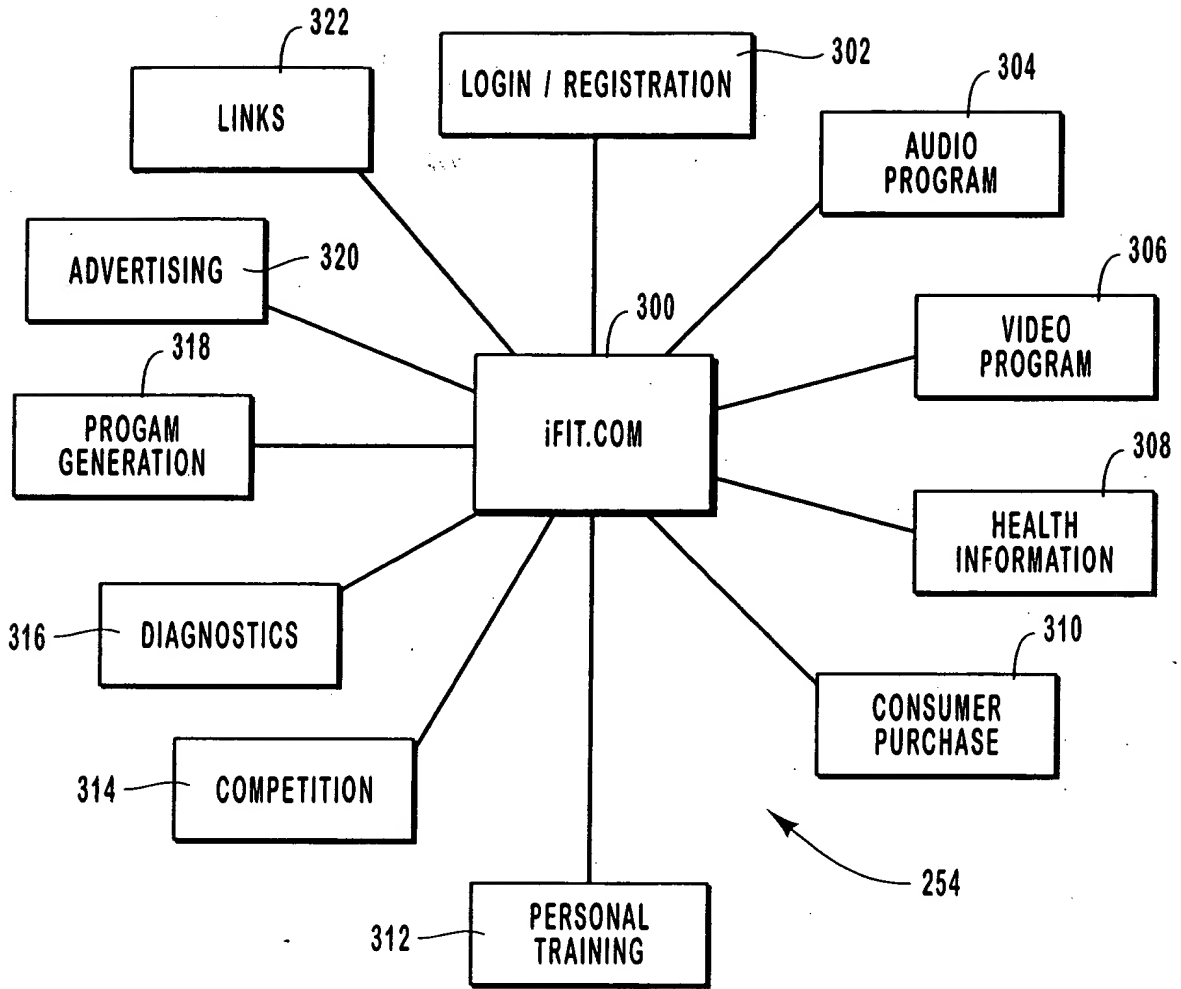 322
LINKS
302
LOGIN / REGISTRATION
304
AUDIO
PROGRAM
320
ADVERTISING
306
VIDEO
PROGRAM
300
iFIT.COM
318
PROGAM
GENERATION
308
HEALTH
INFORMATION
316
DIAGNOSTICS
310
CONSUMER
PURCHASE
314
COMPETITION
254
312
PERSONAL
TRAINING